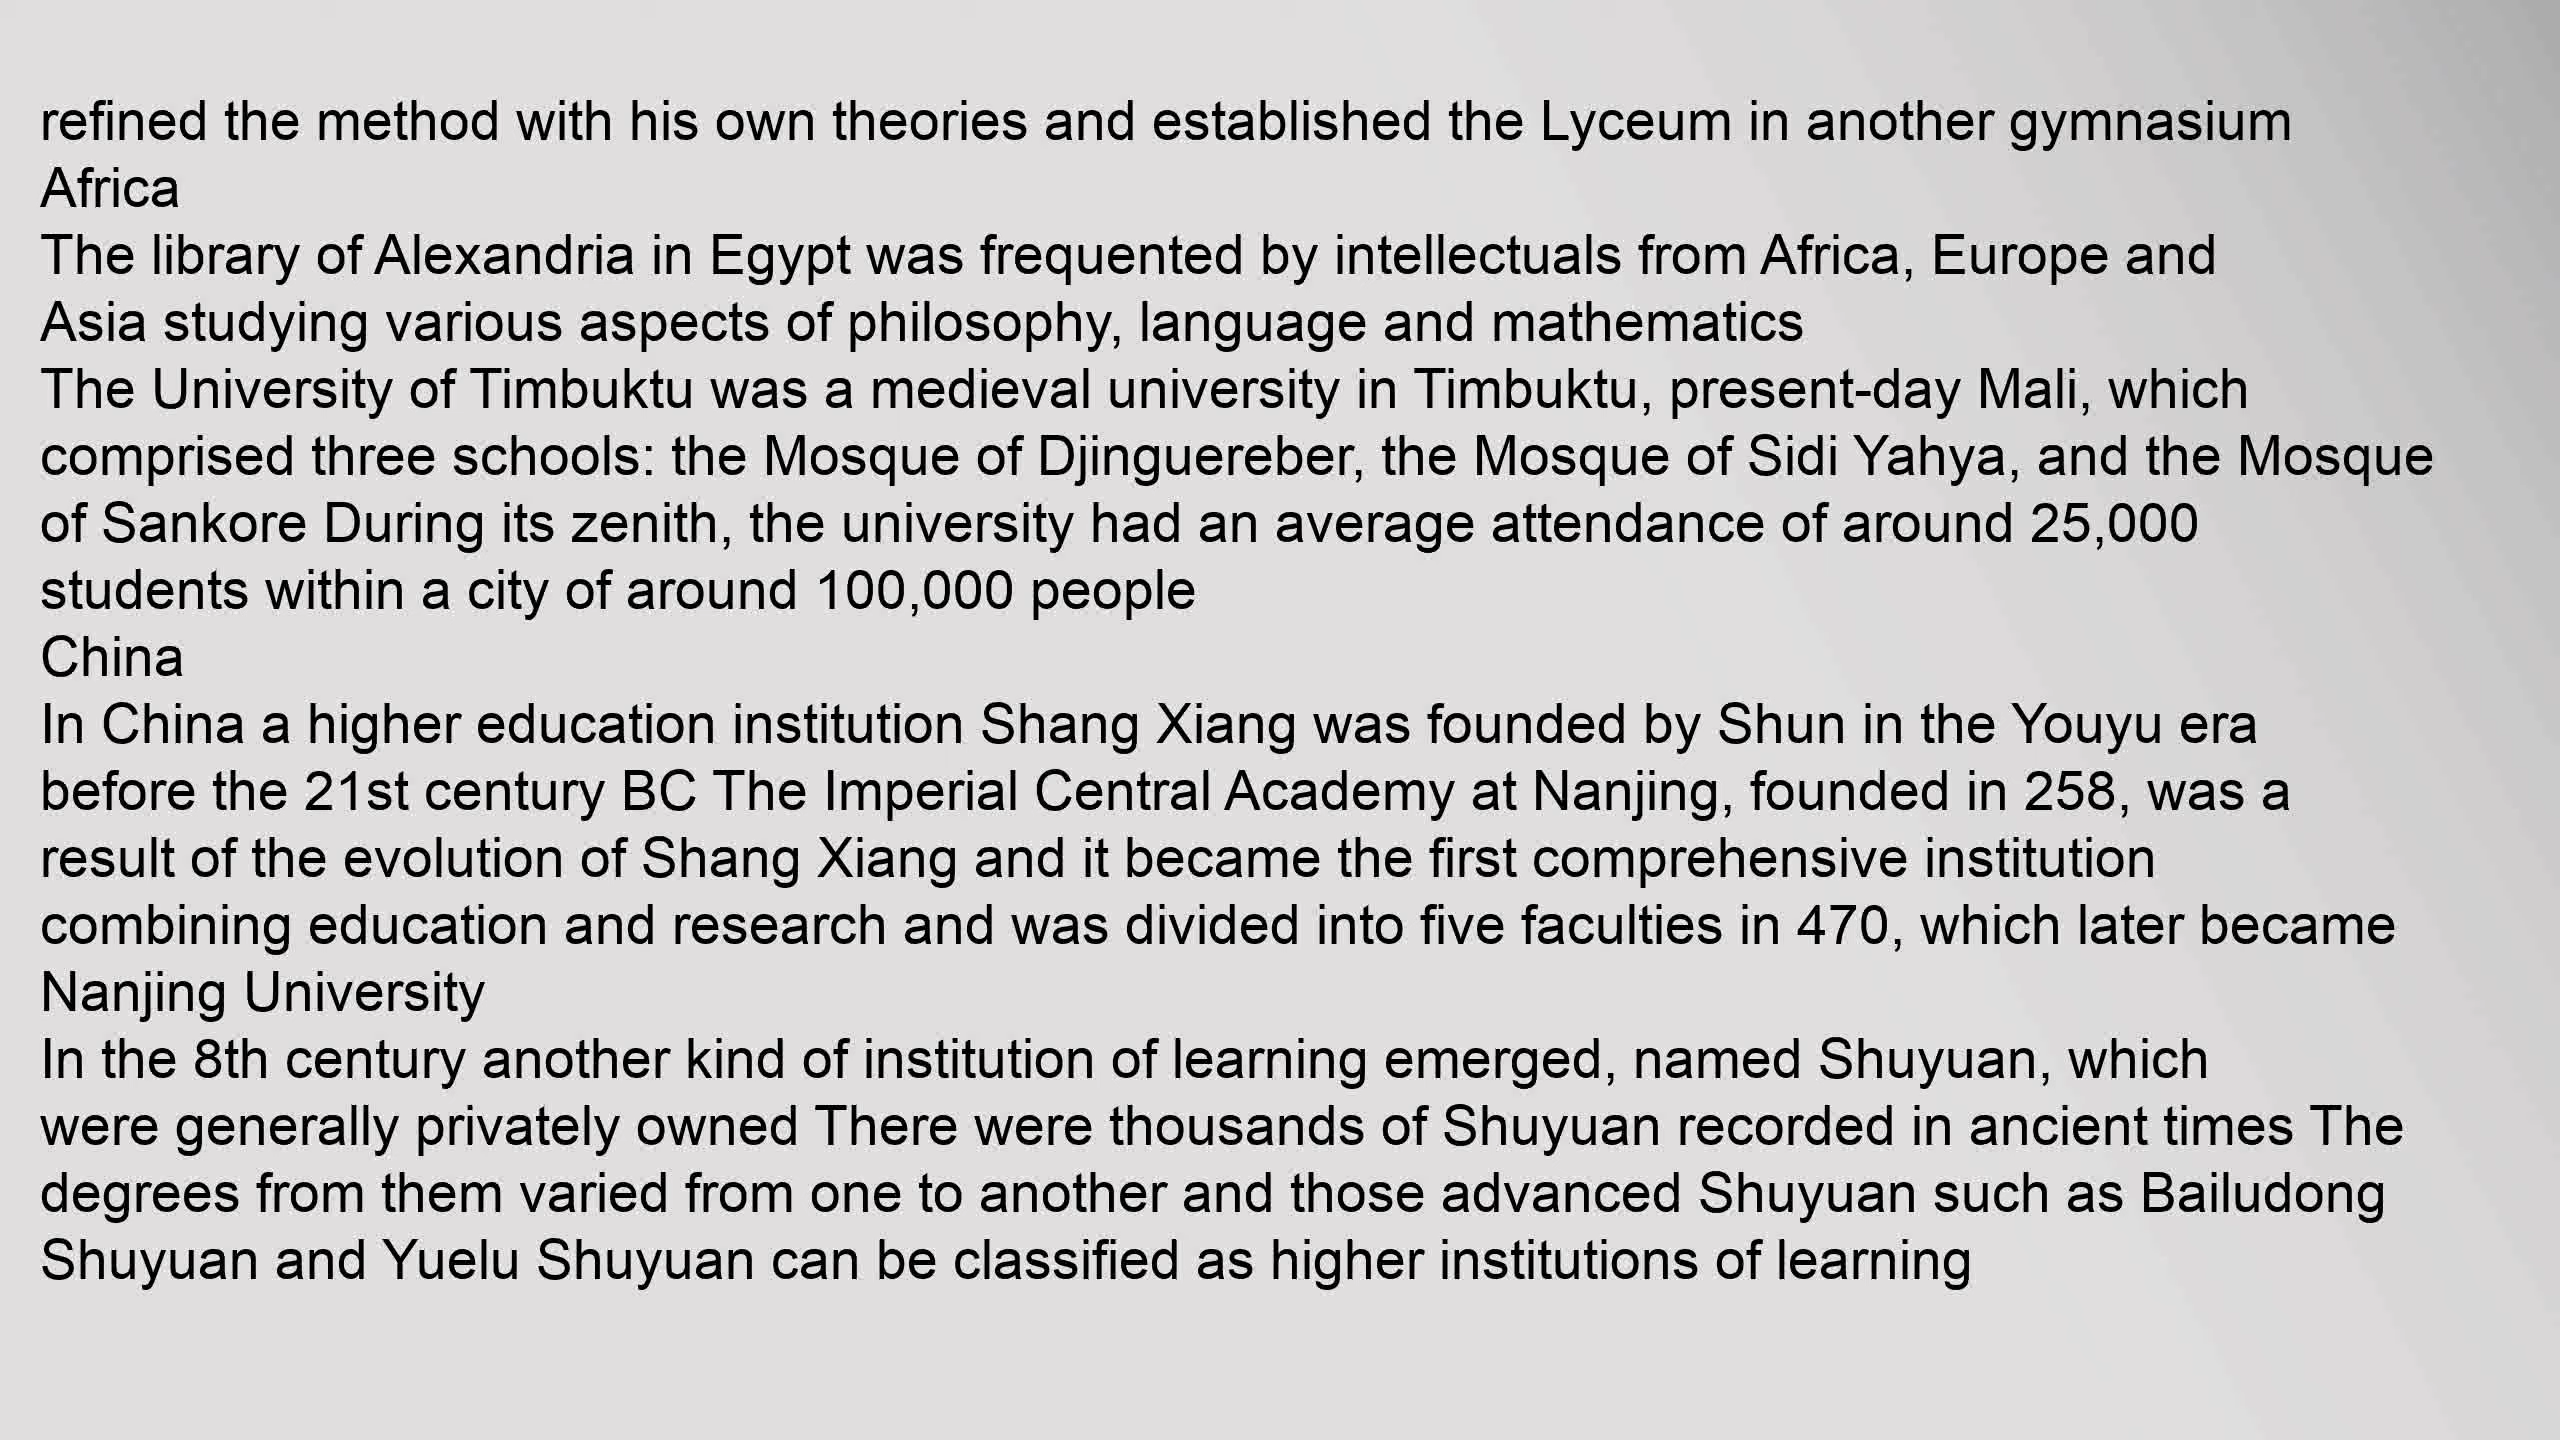 refined the method with his own theories and established the Lyceum in another gymnasium
Africa
The library of Alexandria in Egypt was frequented by intellectuals from Africa, Europe and
Asia studying various aspects of philosophy, language and mathematics
The University of Timbuktu was a medieval university in Timbuktu, present-day Mali, which
comprised three schools: the Mosque of Djinguereber, the Mosque of Sidi Yahya, and the Mosque
of Sankore During its zenith, the university had an average attendance of around 25,000
students within a city of around 100,000 people
China
In China a higher education institution Shang Xiang was founded by Shun in the Youyu era
before the 21st century BC The Imperial Central Academy at Nanjing, founded in 258, was a
result of the evolution of Shang Xiang and it became the first comprehensive institution
combining education and research and was divided into five faculties in 470, which later became
Nanjing University
In the 8th century another kind of institution of learning emerged, named Shuyuan, which
were generally privately owned There were thousands of Shuyuan recorded in ancient times The
degrees from them varied from one to another and those advanced Shuyuan such as Bailudong
Shuyuan and Yuelu Shuyuan can be classified as higher institutions of learning